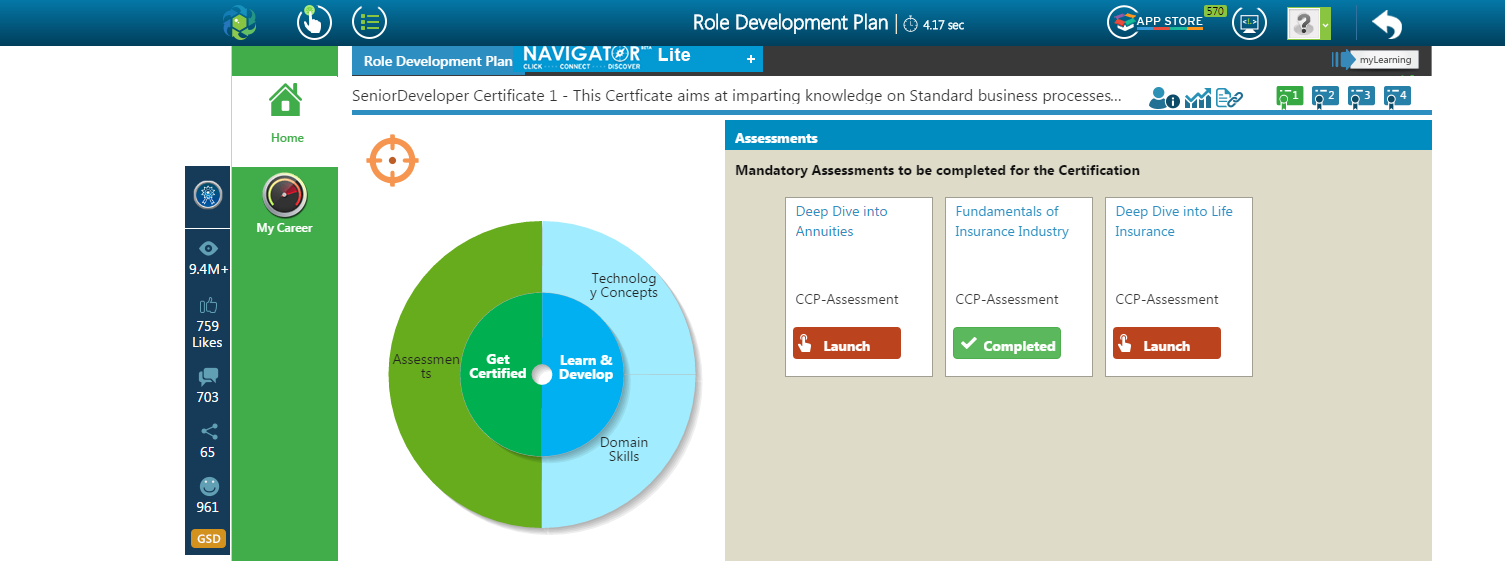 Role Development Plan | 4.17 sec
APP STORE
570
Role Development Plan
NAVIGATOR BETA Lite +
CLICK ···· CONNECT ···· DISCOVER
myLearning
SeniorDeveloper Certificate 1 - This Certficate aims at imparting knowledge on Standard business processes...
1
2
3
4
Home
My Career
9.4M+
759
Likes
703
65
961
GSD
Technolog
y Concepts
Assessmen
ts
Get
Certified
Learn &
Develop
Domain
Skills
Assessments
Mandatory Assessments to be completed for the Certification
Deep Dive into
Annuities
CCP-Assessment
Launch
Fundamentals of
Insurance Industry
CCP-Assessment
Completed
Deep Dive into Life
Insurance
CCP-Assessment
Launch